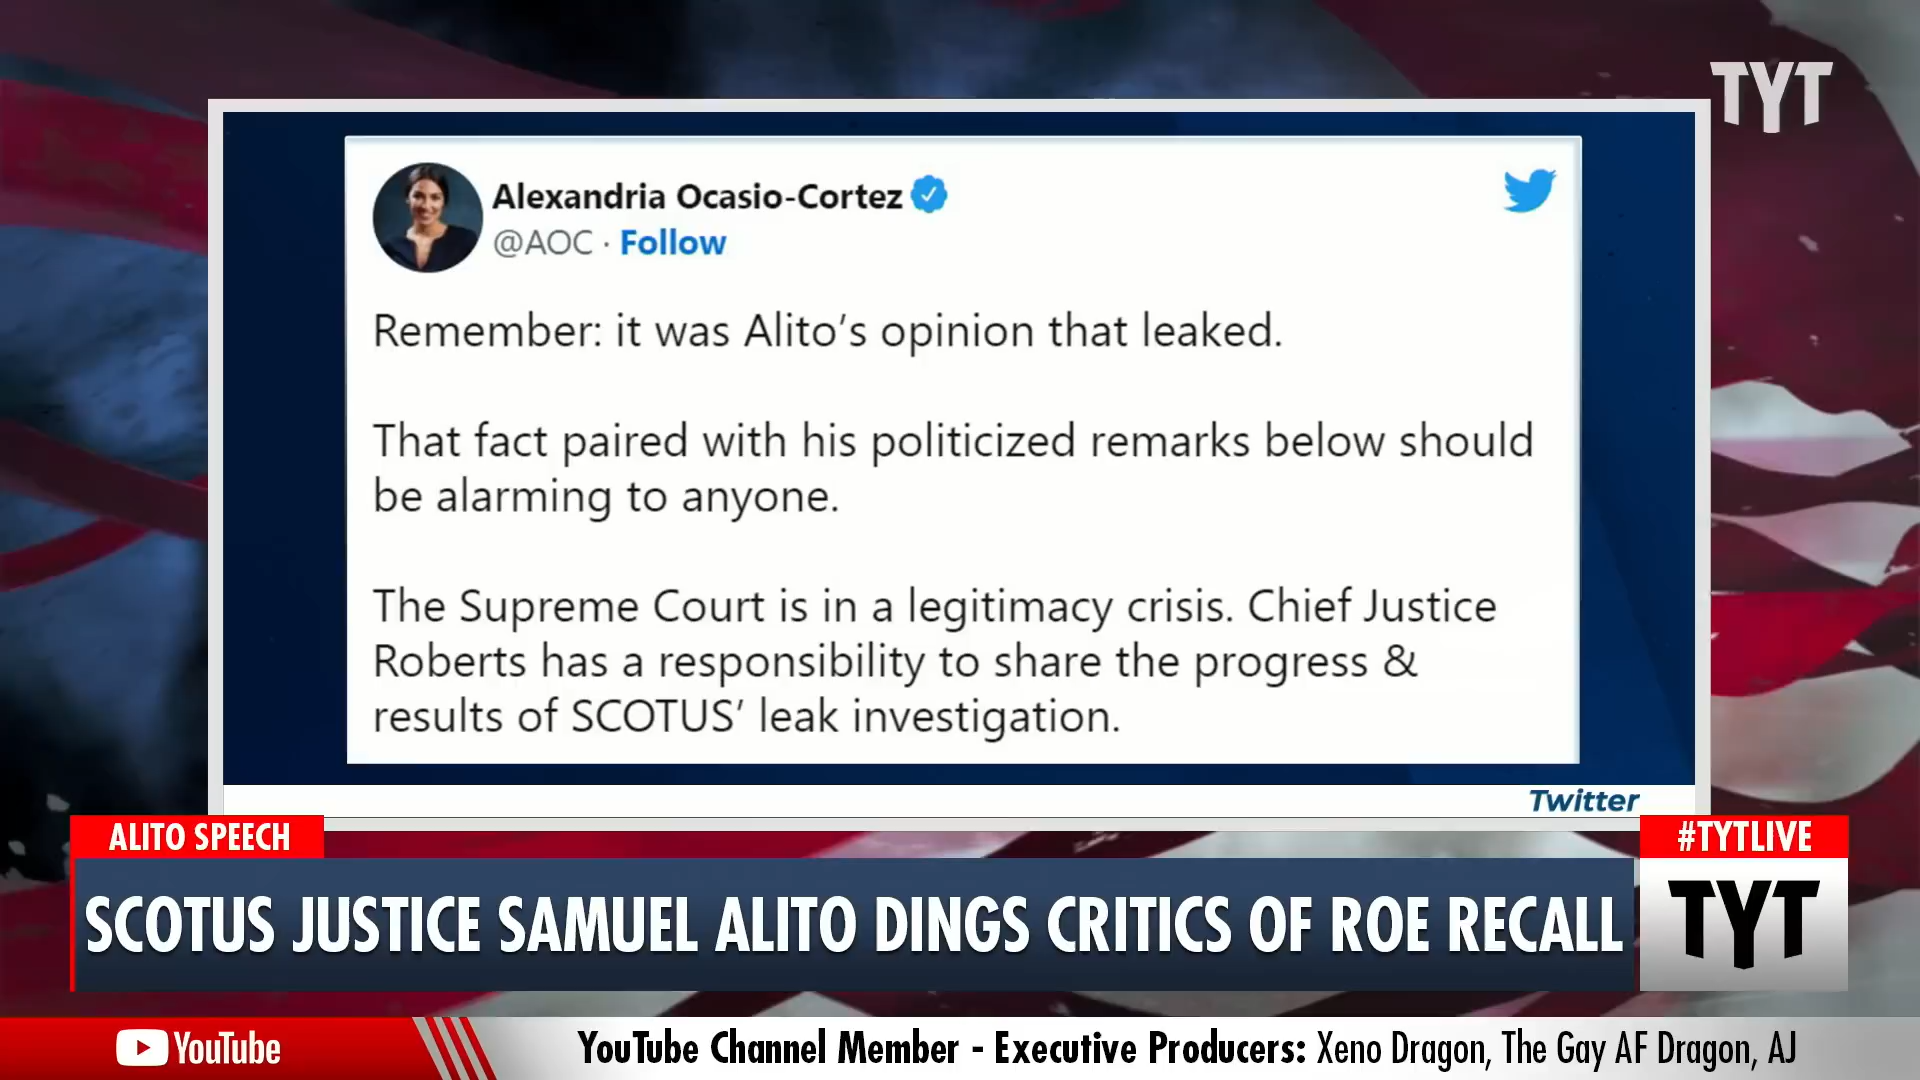 TYT
Alexandria Ocasio-Cortez
@AOC · Follow
Remember: it was Alito’s opinion that leaked.
That fact paired with his politicized remarks below should
be alarming to anyone.
The Supreme Court is in a legitimacy crisis. Chief Justice
Roberts has a responsibility to share the progress &
results of SCOTUS’ leak investigation.
Twitter
ALITO SPEECH
#TYTLIVE
SCOTUS JUSTICE SAMUEL ALITO DINGS CRITICS OF ROE RECALL
TYT
YouTube
YouTube Channel Member - Executive Producers: Xeno Dragon, The Gay AF Dragon, AJ